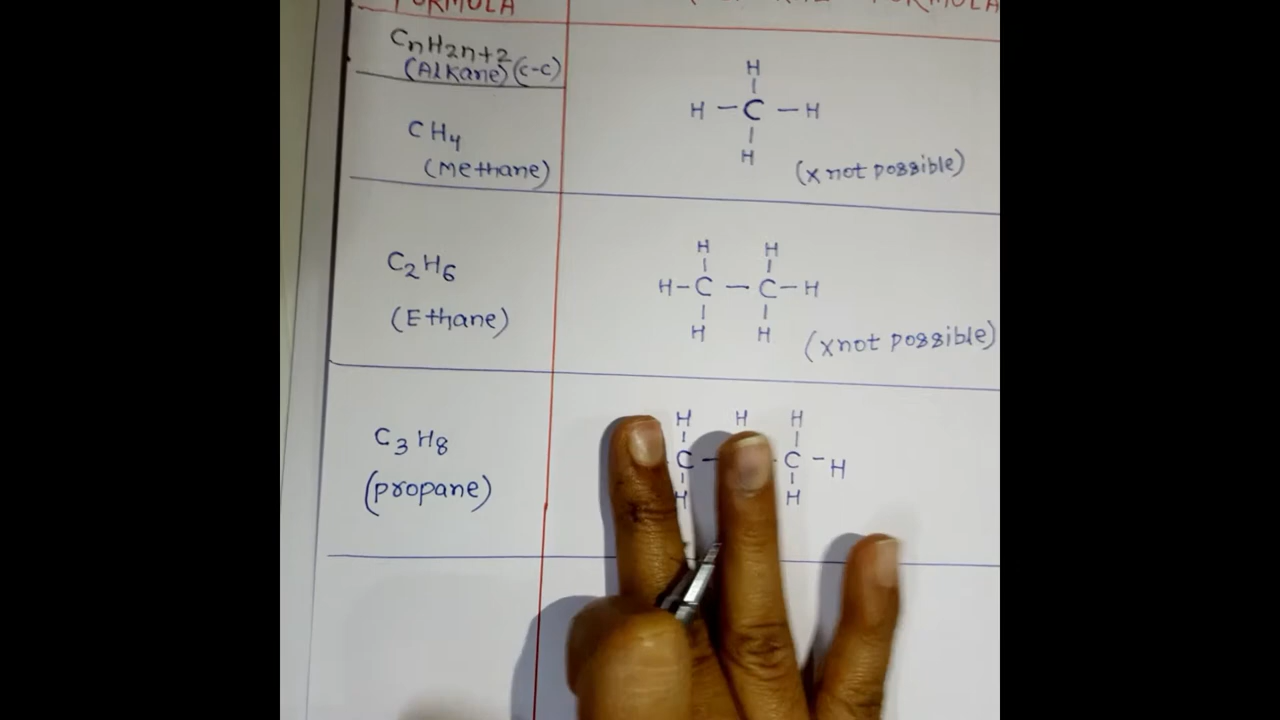 FORMULA FORMULA
CnH2n+2
(Alkane) (c-c)
H
H – C – H
H
CH4
(Methane)
(x not possible)
H H
H – C – C – H
H H
C2H6
(Ethane)
(x not possible)
H H H
C – C – H
H H
C3H8
(propane)